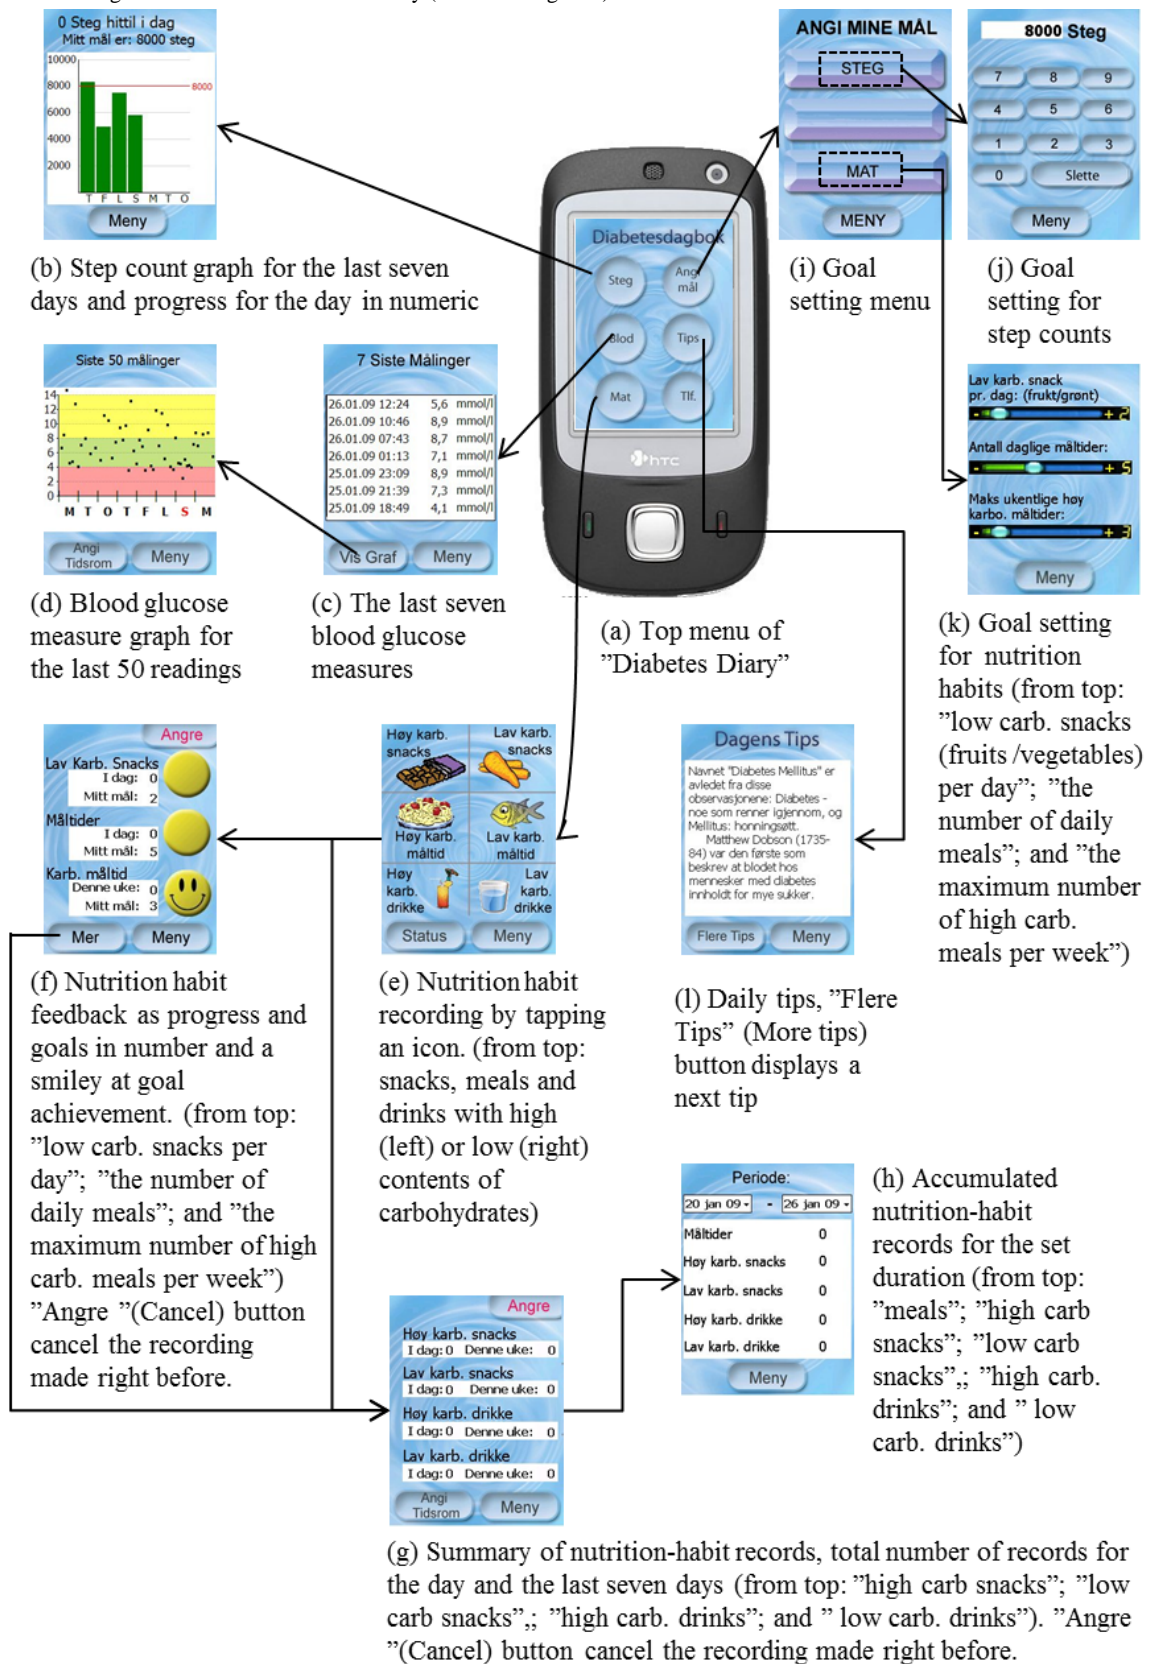 0 Steg hittil i dag
Mitt mål er: 8000 steg
10000
8000
8000
6000
4000
2000
T F L S M T O
Meny
(b) Step count graph for the last seven
days and progress for the day in numeric
ANGI MINE MÅL
STEG
MAT
MENY
(i) Goal
setting menu
8000 Steg
7 8 9
4 5 6
1 2 3
0 Slette
Meny
(j) Goal
setting for
step counts
Siste 50 målinger
14
12
10
8
6
4
2
0
M T O T F L S M
Angi
Tidsrom
Meny
(d) Blood glucose
measure graph for
the last 50 readings
7 Siste Målinger
26.01.09 12:24 5,6 mmol/l
26.01.09 10:46 8,9 mmol/l
26.01.09 07:43 8,7 mmol/l
26.01.09 01:13 7,1 mmol/l
25.01.09 23:09 8,9 mmol/l
25.01.09 21:39 7,3 mmol/l
25.01.09 18:49 4,1 mmol/l
Vis Graf Meny
(c) The last seven
blood glucose
measures
Diabetesdagbok
Steg
Ang
mål
Blod Tips
Mat Tlf.
hTC
(a) Top menu of
”Diabetes Diary”
Lav karb. snack
pr. dag: (frukt/grønt)
- + 2
Antall daglige måltider:
- + 5
Maks ukentlige høy
karbo. måltider:
- + 3
Meny
(k) Goal setting
for nutrition
habits (from top:
”low carb. snacks
(fruits /vegetables)
per day”; ”the
number of daily
meals”; and ”the
maximum number
of high carb.
meals per week”)
Angre
Lav Karb. Snacks
I dag: 0
Mitt mål: 2
Måltider
I dag: 0
Mitt mål: 5
Karb. måltid
Denne uke: 0
Mitt mål: 3
Mer Meny
(f) Nutrition habit
feedback as progress and
goals in number and a
smiley at goal
achievement. (from top:
”low carb. snacks per
day”; ”the number of
daily meals”; and ”the
maximum number of high
carb. meals per week”)
”Angre ”(Cancel) button
cancel the recording
made right before.
Høy karb.
snacks
Lav karb.
snacks
Høy karb.
måltid
Lav karb.
måltid
Høy
karb.
drikke
Lav
karb.
drikke
Status Meny
(e) Nutrition habit
recording by tapping
an icon. (from top:
snacks, meals and
drinks with high
(left) or low (right)
contents of
carbohydrates)
Dagens Tips
Navnet "Diabetes Mellitus" er
avledet fra disse
observasjonene: Diabetes -
noe som renner igjennom, og
Mellitus: honningsøtt.
Matthew Dobson (1735-
84) var den første som
beskrev at blodet hos
mennesker med diabetes
innholdt for mye sukker.
Flere Tips Meny
(l) Daily tips, ”Flere
Tips” (More tips)
button displays a
next tip
Periode:
20 jan 09 - 26 jan 09
Måltider 0
Høy karb. snacks 0
Lav karb. snacks 0
Høy karb. drikke 0
Lav karb. drikke 0
Meny
(h) Accumulated
nutrition-habit
records for the set
duration (from top:
”meals”; ”high carb
snacks”; ”low carb
snacks”,; ”high carb.
drinks”; and ” low
carb. drinks”)
Angre
Høy karb. snacks
I dag: 0 Denne uke: 0
Lav karb. snacks
I dag: 0 Denne uke: 0
Høy karb. drikke
I dag: 0 Denne uke: 0
Lav karb. drikke
I dag: 0 Denne uke: 0
Angi
Tidsrom
Meny
(g) Summary of nutrition-habit records, total number of records for
the day and the last seven days (from top: ”high carb snacks”; ”low
carb snacks”,; ”high carb. drinks”; and ” low carb. drinks”). ”Angre
”(Cancel) button cancel the recording made right before.